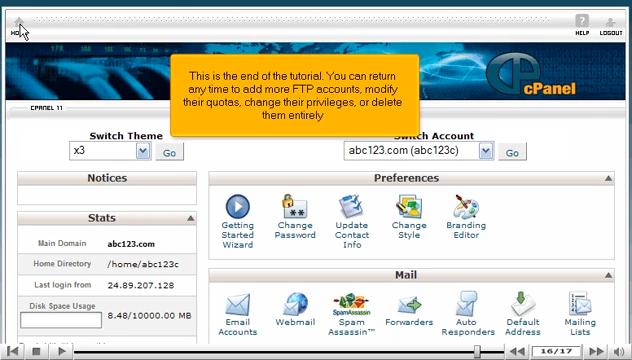 HELP
LOGOUT
This is the end of the tutorial. You can return
any time to add more FTP accounts, modify
their quotas, change their privileges, or delete
them entirely
cPanel
CPANEL 11
Switch Theme
Switch Account
x3
Go
abc123.com (abc123c)
Go
Notices
Preferences
Getting
Started
Wizard
Change
Password
Update
Contact
Info
Change
Style
Branding
Editor
Stats
Main Domain
abc123.com
Home Directory
/home/abc123c
Last login from
24.89.207.128
Disk Space Usage
8.48/10000.00 MB
Mail
Email
Accounts
Webmail
SpamAssassin
Spam
Assassin™
Forwarders
Auto
Responders
Default
Address
Mailing
Lists
16/17